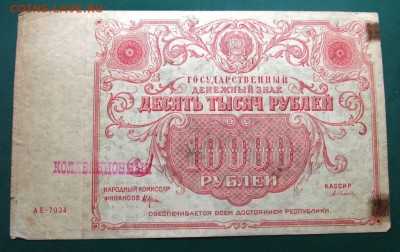 COINS.LAVE.RU
ГОСУДАРСТВЕННЫЙ
ДЕНЕЖНЫЙ ЗНАК
ДЕСЯТЬ ТЫСЯЧ РУБЛЕЙ
10000
РУБЛЕЙ
КОЛЛЕКЦИОННЫЙ
НАРОДНЫЙ КОМИССАР
ФИНАНСОВ
КАССИР
АЕ-7034
ОБЕСПЕЧИВАЕТСЯ ВСЕМ ДОСТОЯНИЕМ РЕСПУБЛИКИ